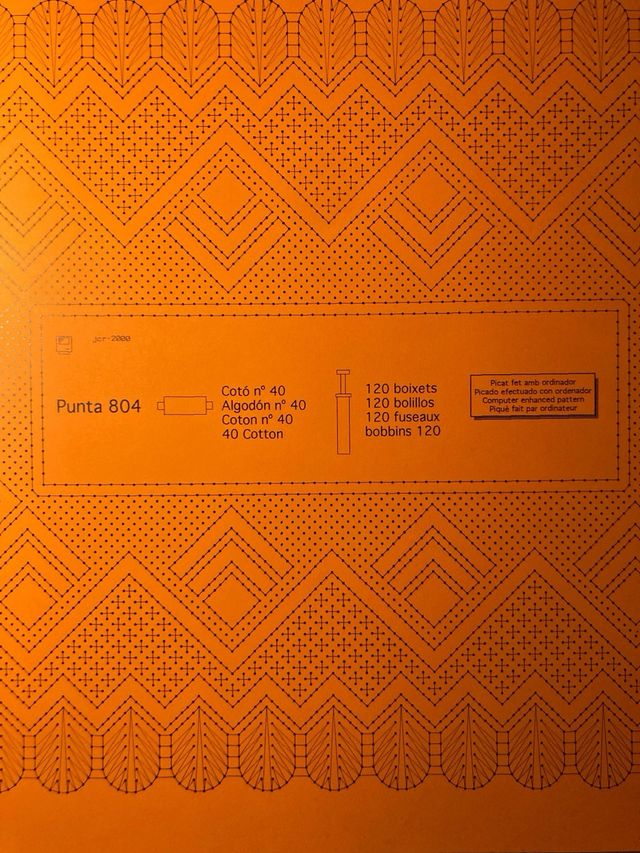 jcr-2000
Punta 804
Cotó nº 40
Algodón nº 40
Coton nº 40
40 Cotton
120 boixets
120 bolillos
120 fuseaux
bobbins 120
Picat fet amb ordinador
Picado efectuado con ordenador
Computer enhanced pattern
Piquè fait par ordinateur